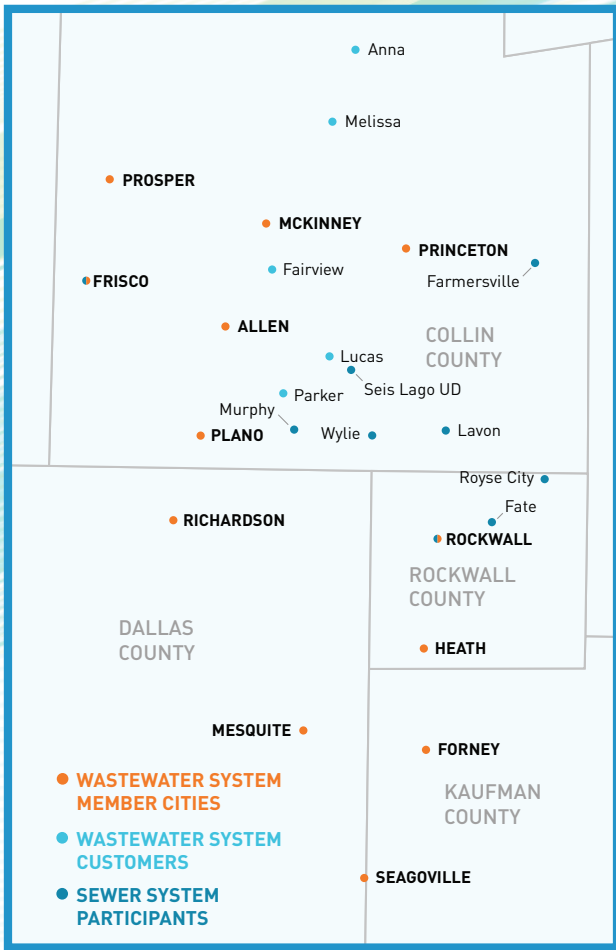 Anna
Melissa
PROSPER
MCKINNEY
PRINCETON
Farmersville
Fairview
FRISCO
ALLEN
COLLIN
COUNTY
Lucas
Seis Lago UD
Parker
Murphy
PLANO
Wylie
Lavon
Royse City
Fate
RICHARDSON
ROCKWALL
ROCKWALL
COUNTY
DALLAS
COUNTY
HEATH
MESQUITE
FORNEY
KAUFMAN
COUNTY
SEAGOVILLE
WASTEWATER SYSTEM
MEMBER CITIES
WASTEWATER SYSTEM
CUSTOMERS
SEWER SYSTEM
PARTICIPANTS